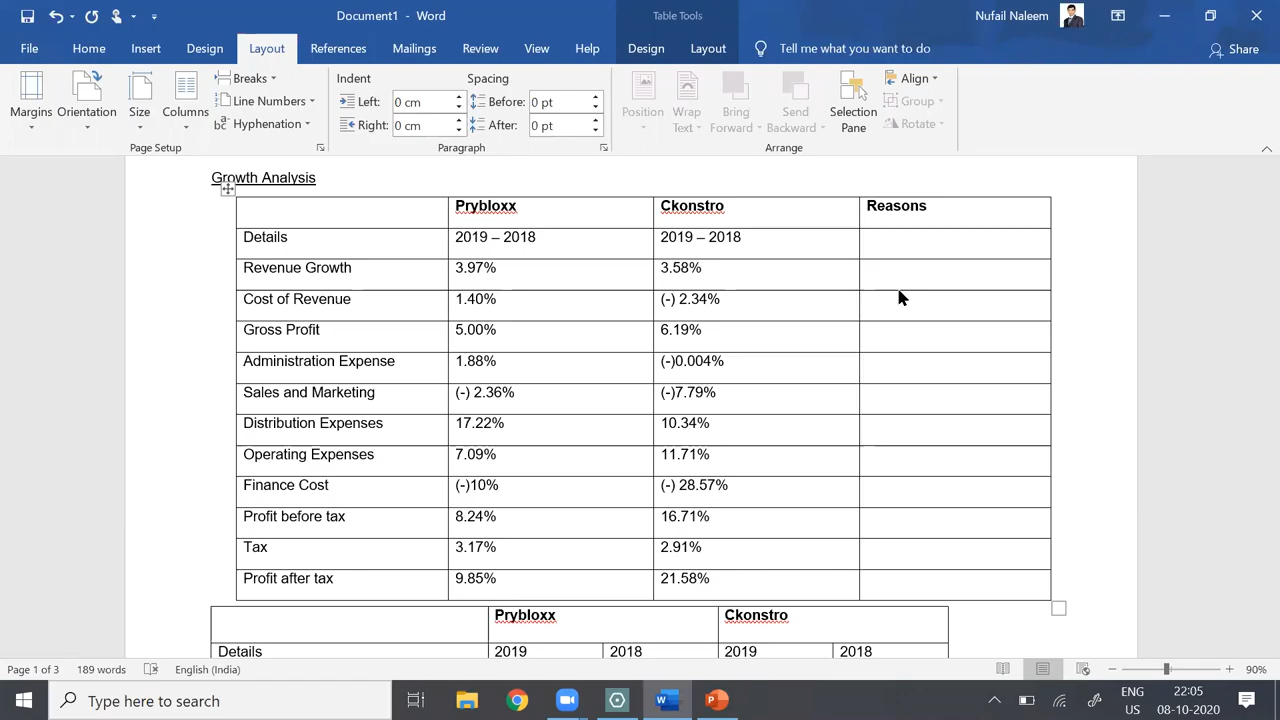 Document1 - Word
Table Tools
Nufail Naleem
File Home Insert Design Layout References Mailings Review View Help Design Layout Tell me what you want to do Share
Margins Orientation Size Columns
Breaks
Line Numbers
Hyphenation
Page Setup
Indent Spacing
Left: 0 cm Before: 0 pt
Right: 0 cm After: 0 pt
Paragraph
Position Wrap Text Bring Forward Send Backward Selection Pane
Align
Group
Rotate
Arrange
Growth Analysis
Prybloxx Ckonstro Reasons
Details 2019 – 2018 2019 – 2018
Revenue Growth 3.97% 3.58%
Cost of Revenue 1.40% (-) 2.34%
Gross Profit 5.00% 6.19%
Administration Expense 1.88% (-)0.004%
Sales and Marketing (-) 2.36% (-)7.79%
Distribution Expenses 17.22% 10.34%
Operating Expenses 7.09% 11.71%
Finance Cost (-)10% (-) 28.57%
Profit before tax 8.24% 16.71%
Tax 3.17% 2.91%
Profit after tax 9.85% 21.58%
Prybloxx Ckonstro
Details 2019 2018 2019 2018
Page 1 of 3 189 words English (India) 90%
Type here to search
ENG
US
22:05
08-10-2020